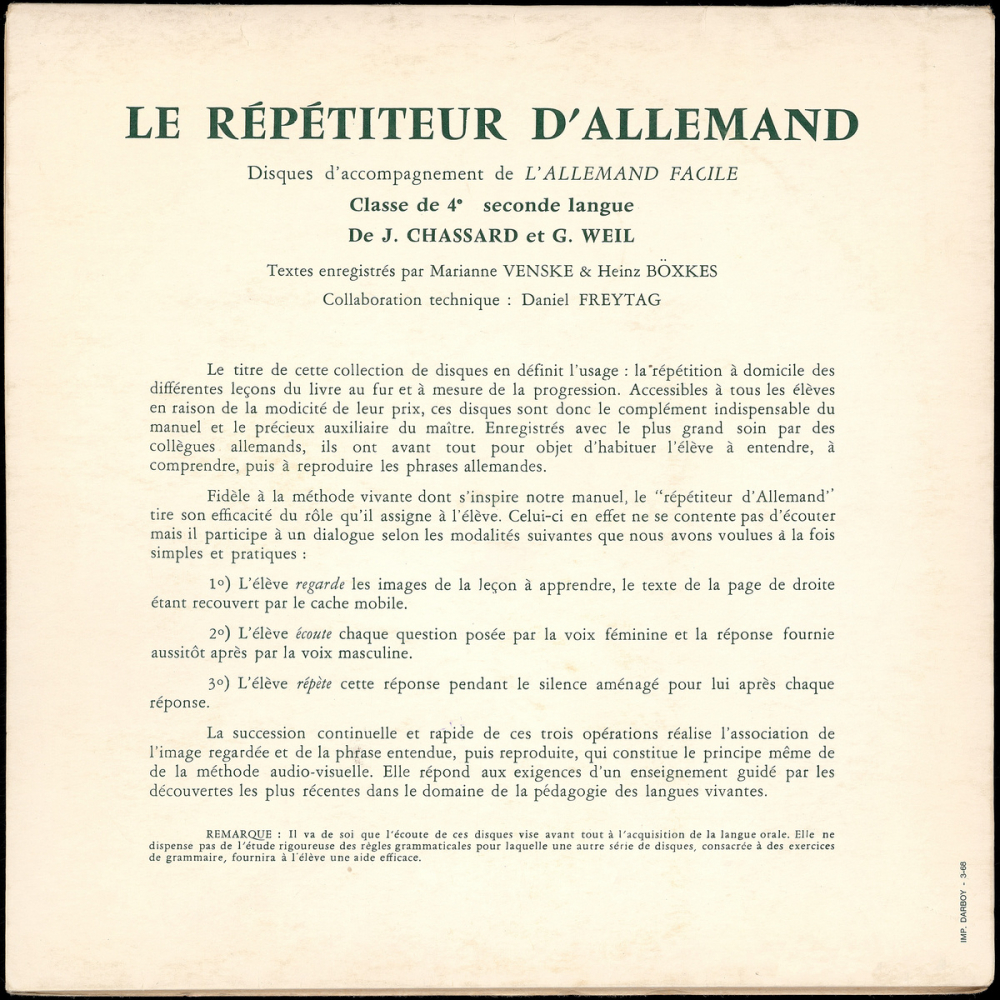 LE RÉPÉTITEUR D'ALLEMAND
Disques d'accompagnement de L'ALLEMAND FACILE
Classe de 4e seconde langue
De J. CHASSARD et G. WEIL
Textes enregistrés par Marianne VENSKE & Heinz BÖXKES
Collaboration technique : Daniel FREYTAG
Le titre de cette collection de disques en définit l'usage : la répétition à domicile des
différentes leçons du livre au fur et à mesure de la progression. Accessibles à tous les élèves
en raison de la modicité de leur prix, ces disques sont donc le complément indispensable du
manuel et le précieux auxiliaire du maître. Enregistrés avec le plus grand soin par des
collègues allemands, ils ont avant tout pour objet d'habituer l'élève à entendre, à
comprendre, puis à reproduire les phrases allemandes.
Fidèle à la méthode vivante dont s'inspire notre manuel, le "répétiteur d'Allemand"
tire son efficacité du rôle qu'il assigne à l'élève. Celui-ci en effet ne se contente pas d'écouter
mais il participe à un dialogue selon les modalités suivantes que nous avons voulues à la fois
simples et pratiques :
1o) L'élève regarde les images de la leçon à apprendre, le texte de la page de droite
étant recouvert par le cache mobile.
2o) L'élève écoute chaque question posée par la voix féminine et la réponse fournie
aussitôt après par la voix masculine.
3o) L'élève répète cette réponse pendant le silence aménagé pour lui après chaque
réponse.
La succession continuelle et rapide de ces trois opérations réalise l'association de
l'image regardée et de la phrase entendue, puis reproduite, qui constitue le principe même de
de la méthode audio-visuelle. Elle répond aux exigences d'un enseignement guidé par les
découvertes les plus récentes dans le domaine de la pédagogie des langues vivantes.
REMARQUE : Il va de soi que l'écoute de ces disques vise avant tout à l'acquisition de la langue orale. Elle ne
dispense pas de l'étude rigoureuse des règles grammaticales pour laquelle une autre série de disques, consacrée à des exercices
de grammaire, fournira à l'élève une aide efficace.
IMP. DARBOY - 3-66